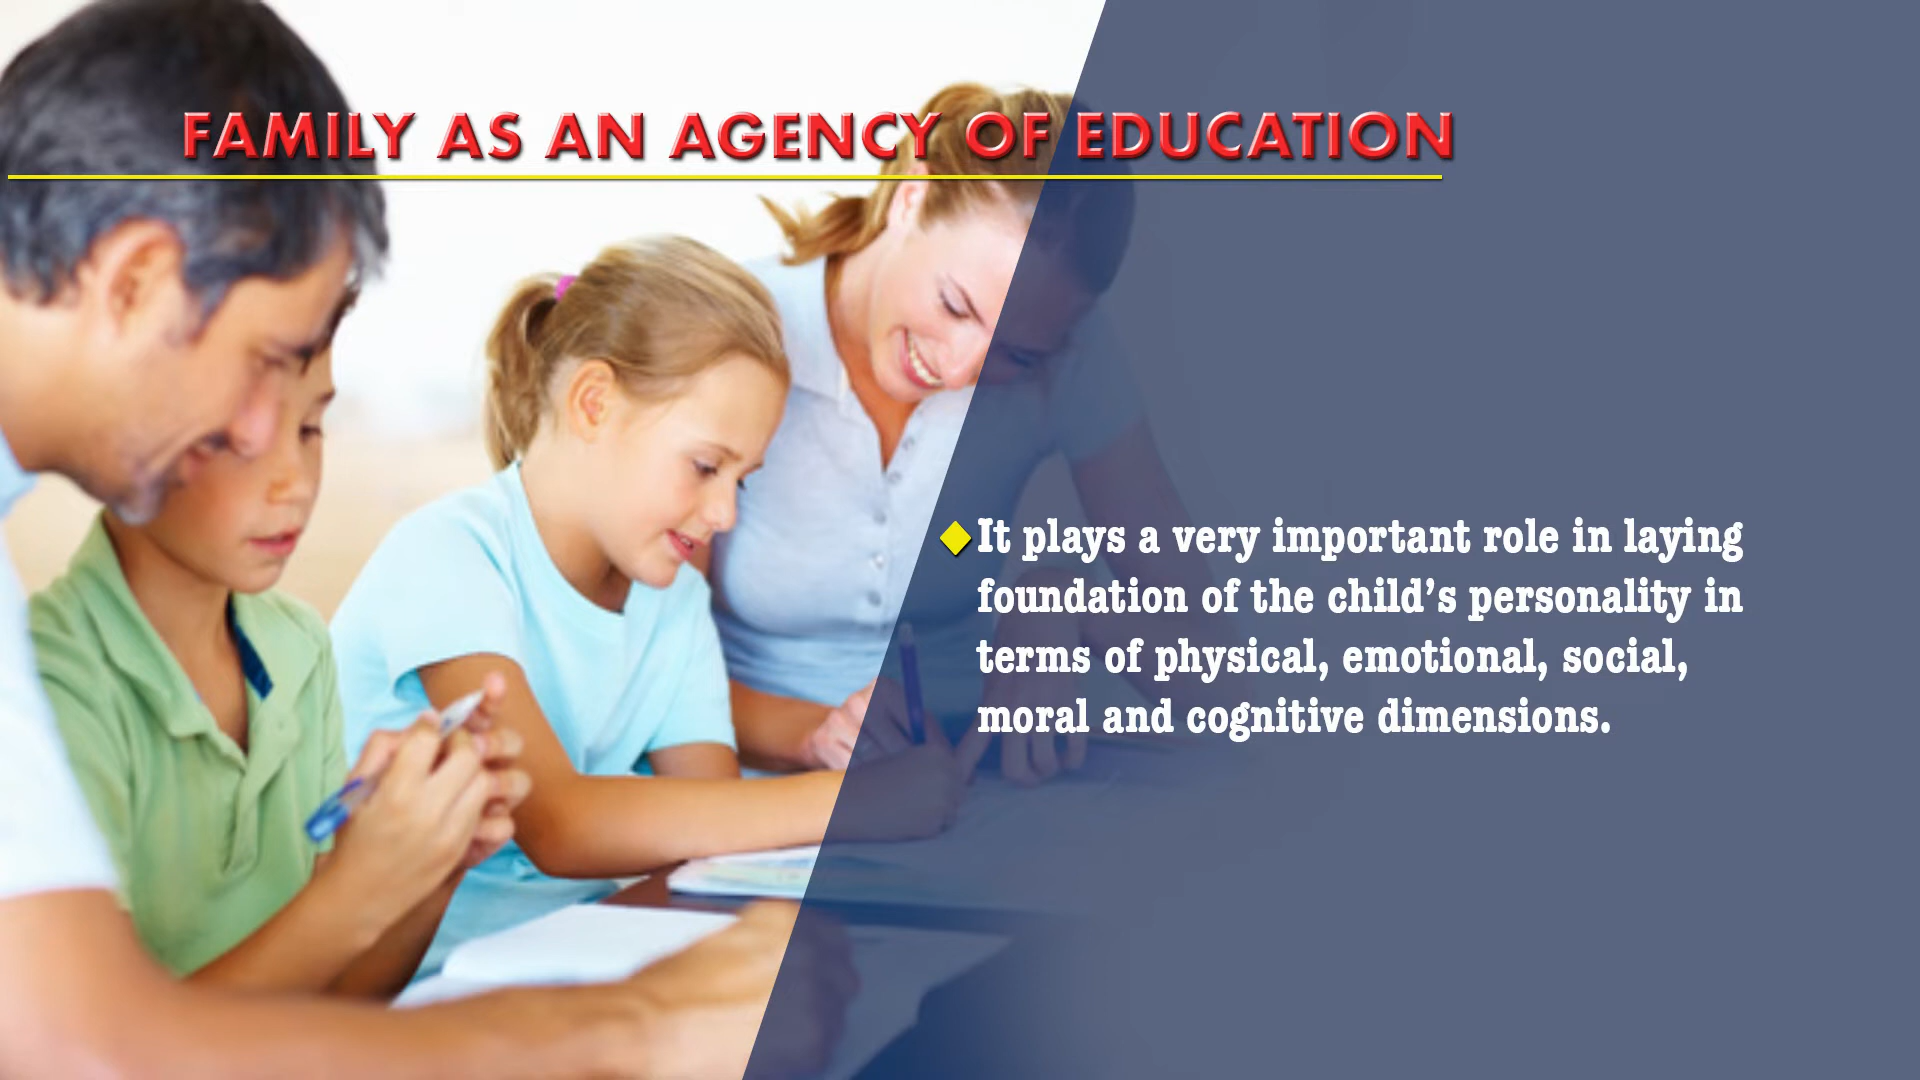 FAMILY AS AN AGENCY OF EDUCATION
It plays a very important role in laying
foundation of the child’s personality in
terms of physical, emotional, social,
moral and cognitive dimensions.